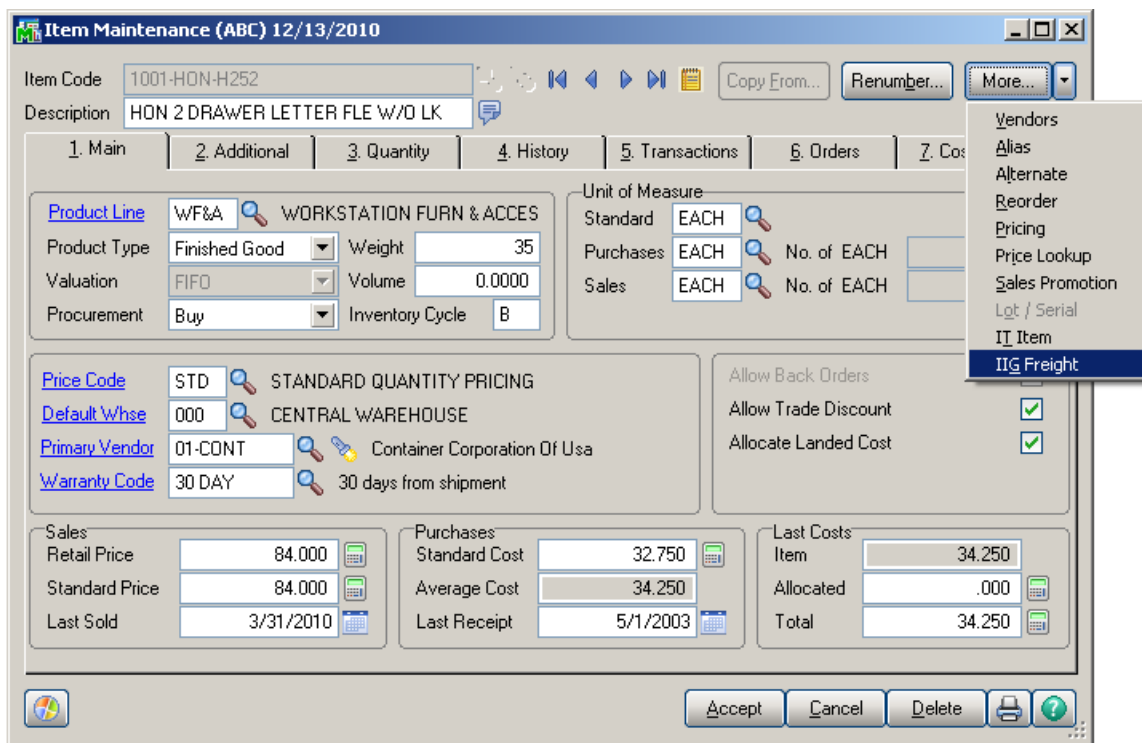 Item Maintenance (ABC) 12/13/2010
Item Code 1001-HON-H252 Copy From... Renumber... More...
Description HON 2 DRAWER LETTER FLE W/O LK
Vendors
Alias
Alternate
Reorder
Pricing
Price Lookup
Sales Promotion
Lot / Serial
IT Item
IIG Freight
1. Main 2. Additional 3. Quantity 4. History 5. Transactions 6. Orders 7. Cos
Product Line WF&A WORKSTATION FURN & ACCES
Product Type Finished Good Weight 35
Valuation FIFO Volume 0.0000
Procurement Buy Inventory Cycle B
Unit of Measure
Standard EACH
Purchases EACH No. of EACH
Sales EACH No. of EACH
Price Code STD STANDARD QUANTITY PRICING
Default Whse 000 CENTRAL WAREHOUSE
Primary Vendor 01-CONT Container Corporation Of Usa
Warranty Code 30 DAY 30 days from shipment
Allow Back Orders
Allow Trade Discount
Allocate Landed Cost
Sales
Retail Price 84.000
Standard Price 84.000
Last Sold 3/31/2010
Purchases
Standard Cost 32.750
Average Cost 34.250
Last Receipt 5/1/2003
Last Costs
Item 34.250
Allocated .000
Total 34.250
Accept Cancel Delete